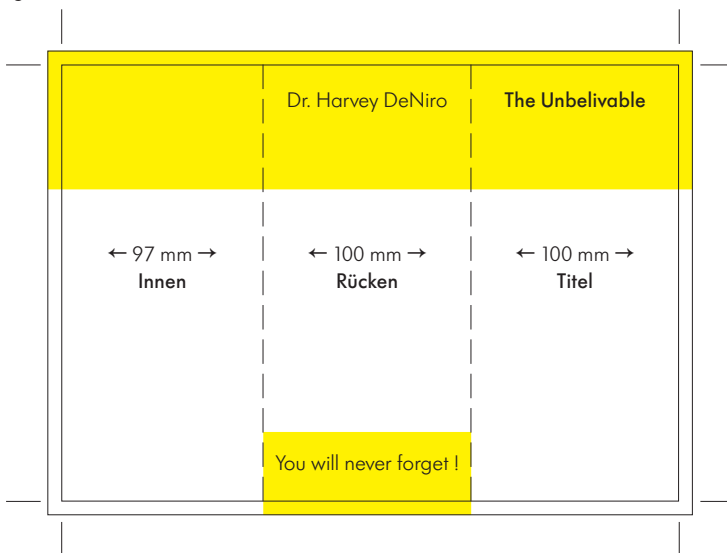 Dr. Harvey DeNiro
The Unbelivable
← 97 mm →
Innen
← 100 mm →
Rücken
← 100 mm →
Titel
You will never forget !